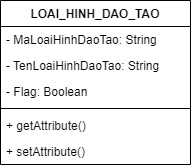 LOAI_HINH_DAO_TAO
- MaLoaiHinhDaoTao: String
- TenLoaiHinhDaoTao: String
- Flag: Boolean
+ getAttribute()
+ setAttribute()